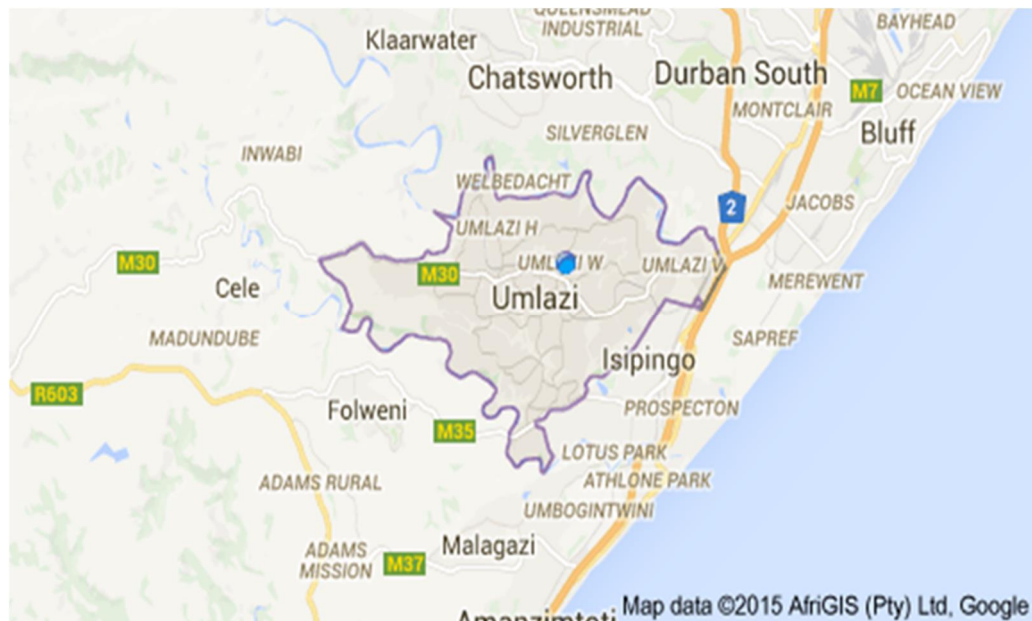 QUEENSMEAD
INDUSTRIAL
BAYHEAD
Klaarwater
Chatsworth
Durban South
M7
OCEAN VIEW
MONTCLAIR
SILVERGLEN
Bluff
INWABI
WELBEDACHT
2
JACOBS
UMLAZI H
M30
M30
UMLAZI W
UMLAZI V
MEREWENT
Cele
Umlazi
MADUNDUBE
SAPREF
Isipingo
R603
Folweni
PROSPECTON
M35
LOTUS PARK
ADAMS RURAL
ATHLONE PARK
UMBOGINTWINI
Malagazi
ADAMS
MISSION
M37
Amanzimtoti
Map data ©2015 AfriGIS (Pty) Ltd, Google